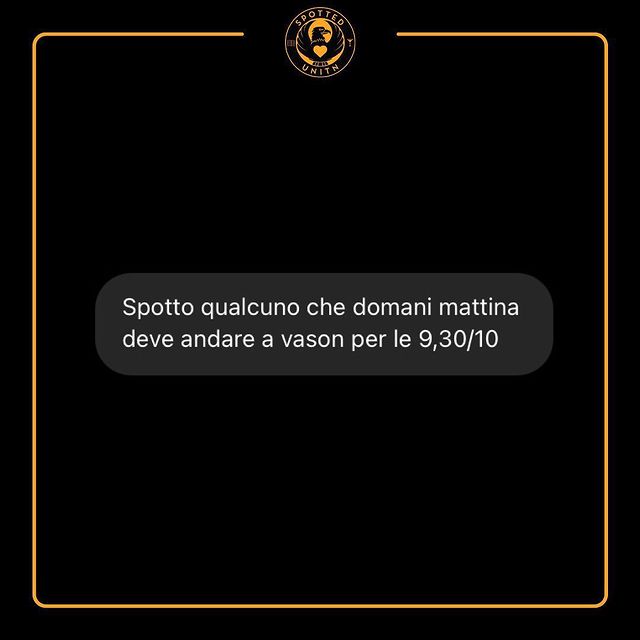 SPOTTED
UNITN
Spotto qualcuno che domani mattina
deve andare a vason per le 9,30/10